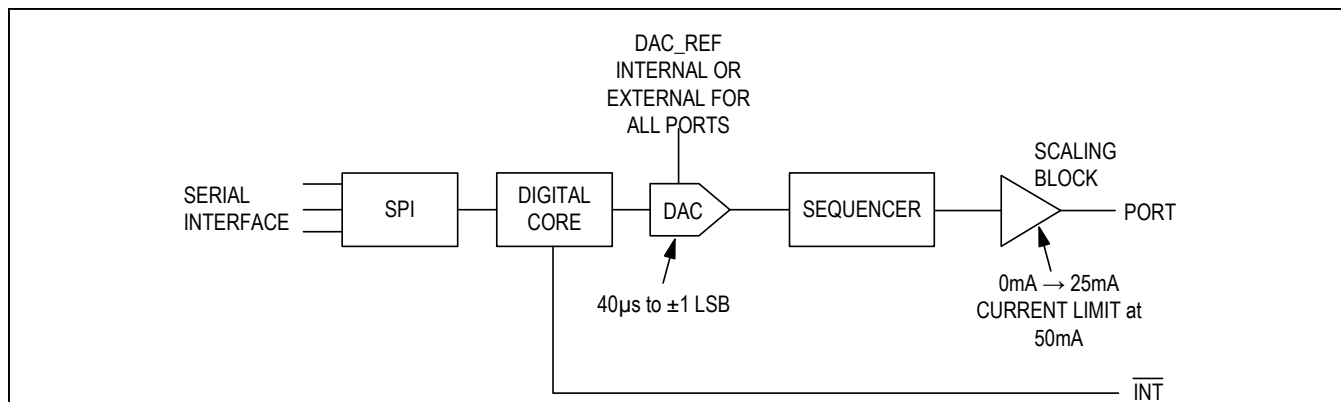 DAC_REF
INTERNAL OR
EXTERNAL FOR
ALL PORTS
SERIAL
INTERFACE
SPI
DIGITAL
CORE
DAC
SEQUENCER
SCALING
BLOCK
PORT
40µs to ±1 LSB
0mA → 25mA
CURRENT LIMIT at
50mA
INT